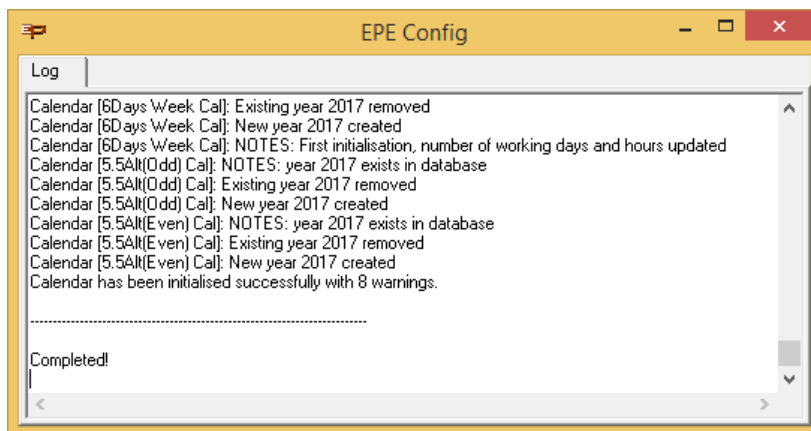 EPE Config
Log
Calendar [6Days Week Cal]: Existing year 2017 removed
Calendar [6Days Week Cal]: New year 2017 created
Calendar [6Days Week Cal]: NOTES: First initialisation, number of working days and hours updated
Calendar [5.5Alt(Odd) Cal]: NOTES: year 2017 exists in database
Calendar [5.5Alt(Odd) Cal]: Existing year 2017 removed
Calendar [5.5Alt(Odd) Cal]: New year 2017 created
Calendar [5.5Alt(Even) Cal]: NOTES: year 2017 exists in database
Calendar [5.5Alt(Even) Cal]: Existing year 2017 removed
Calendar [5.5Alt(Even) Cal]: New year 2017 created
Calendar has been initialised successfully with 8 warnings.
--------------------------------------------------------------------------
Completed!